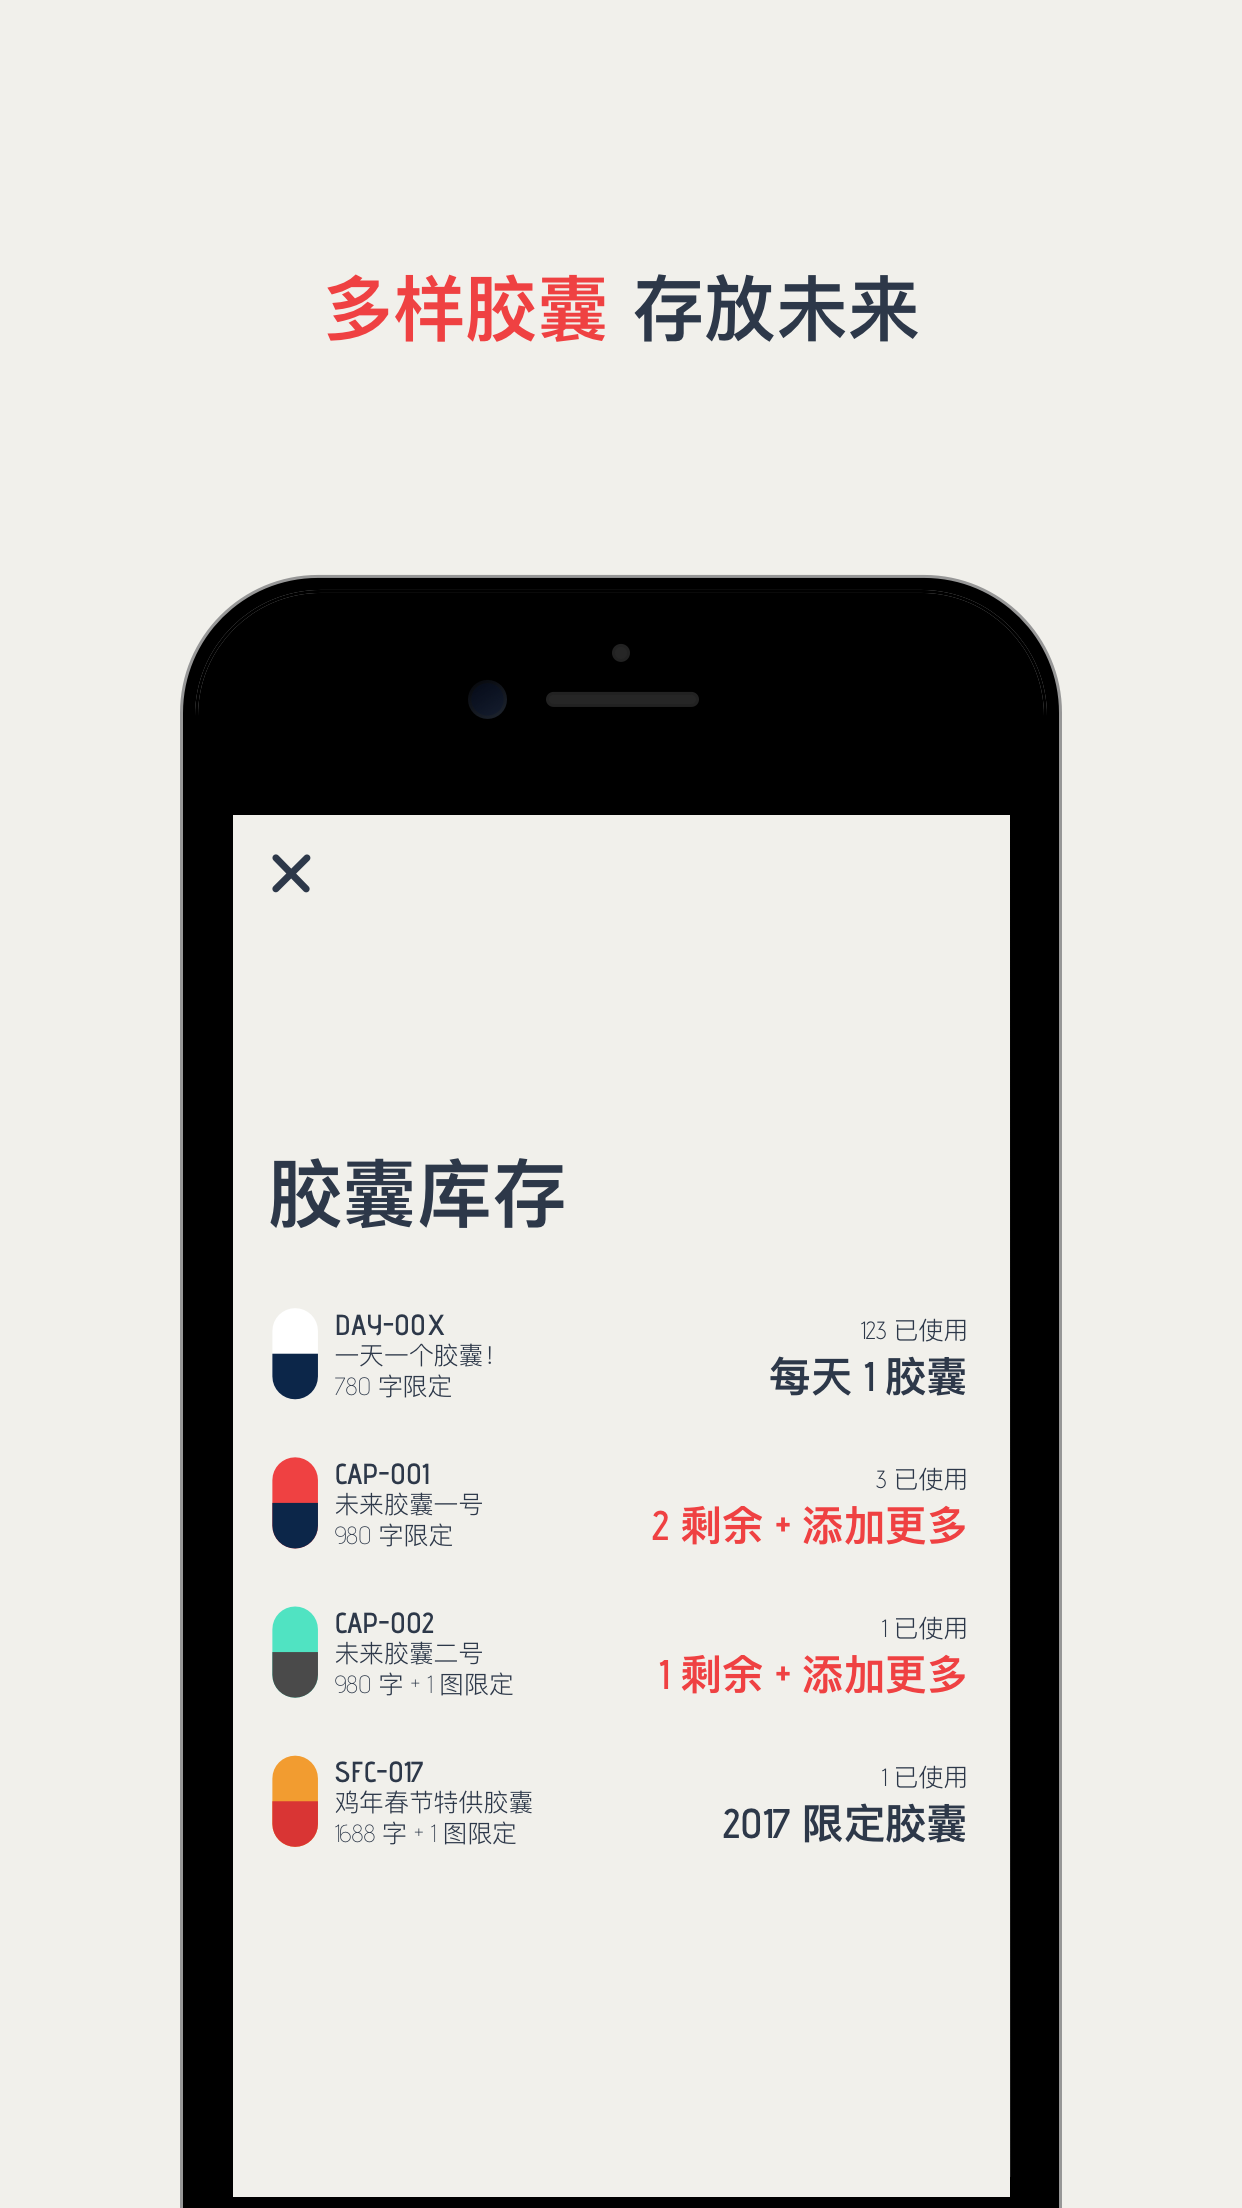 多样胶囊 存放未来
胶囊库存
DAY-00X
一天一个胶囊！
780 字限定
123 已使用
每天 1 胶囊
CAP-001
未来胶囊一号
980 字限定
3 已使用
2 剩余 + 添加更多
CAP-002
未来胶囊二号
980 字 + 1 图限定
1 已使用
1 剩余 + 添加更多
SFC-017
鸡年春节特供胶囊
1688 字 + 1 图限定
1 已使用
2017 限定胶囊